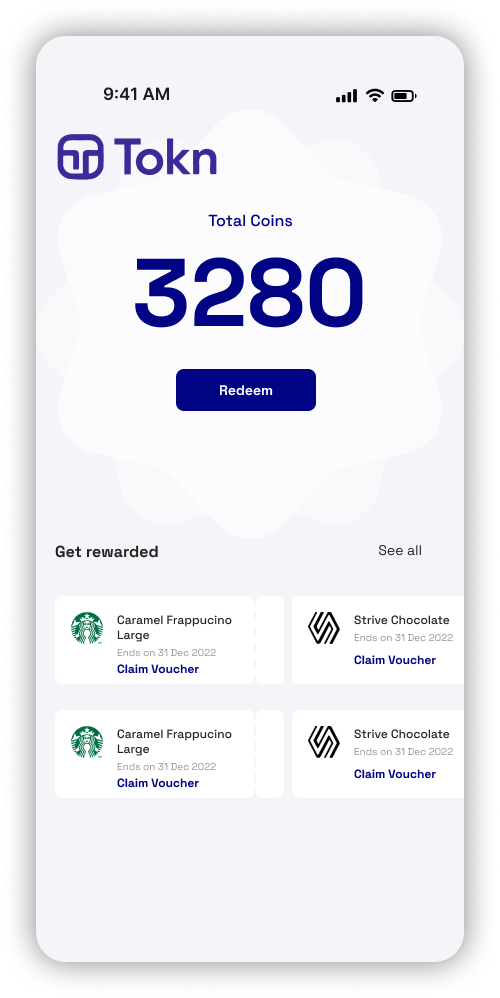 9:41 AM
Tokn
Total Coins
3280
Redeem
Get rewarded
See all
Caramel Frappucino
Large
Ends on 31 Dec 2022
Claim Voucher
Strive Chocolate
Ends on 31 Dec 2022
Claim Voucher
Caramel Frappucino
Large
Ends on 31 Dec 2022
Claim Voucher
Strive Chocolate
Ends on 31 Dec 2022
Claim Voucher